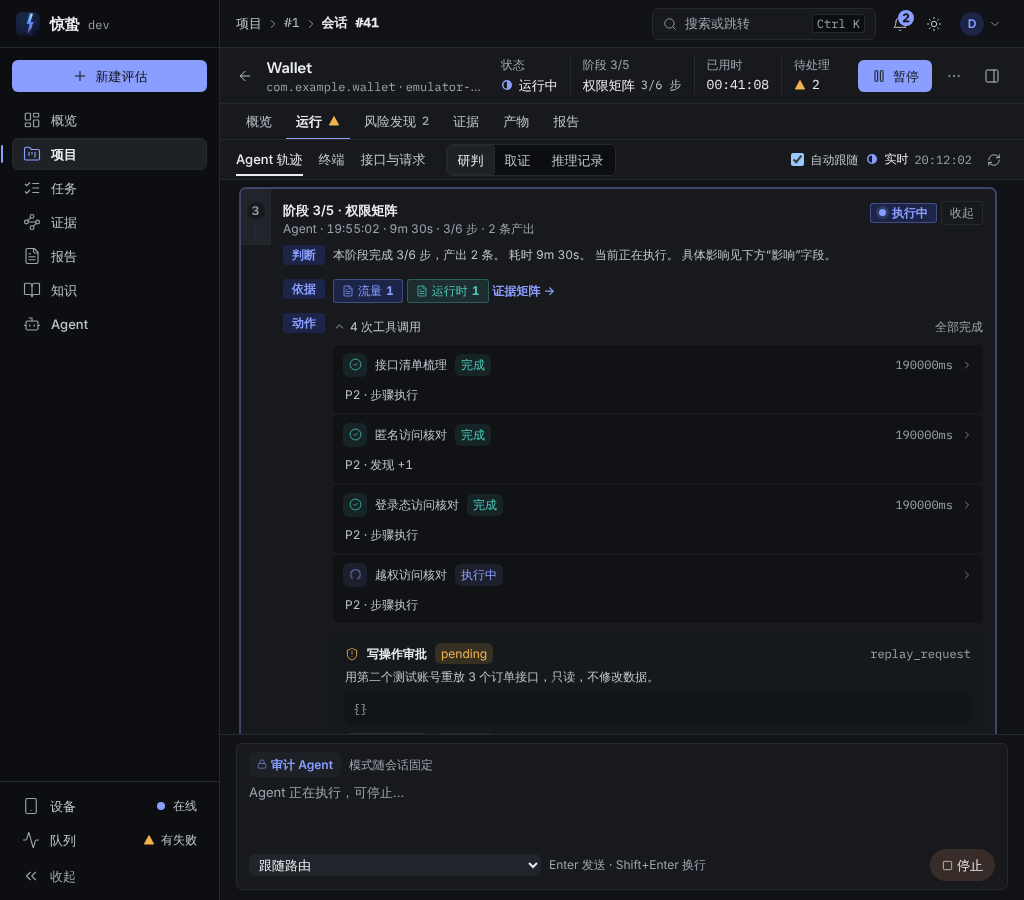 惊蛰 dev
项目 > #1 > 会话 #41
搜索或跳转 Ctrl K
2
D
新建评估
概览
项目
任务
证据
报告
知识
Agent
设备 在线
队列 有失败
收起
Wallet
com.example.wallet · emulator-…
状态
运行中
阶段 3/5
权限矩阵 3/6 步
已用时
00:41:08
待处理
2
暂停
概览 运行 风险发现 2 证据 产物 报告
Agent 轨迹 终端 接口与请求 研判 取证 推理记录
自动跟随 实时 20:12:02
3
阶段 3/5 · 权限矩阵
Agent · 19:55:02 · 9m 30s · 3/6 步 · 2 条产出
执行中 收起
判断 本阶段完成 3/6 步，产出 2 条。 耗时 9m 30s。 当前正在执行。 具体影响见下方“影响”字段。
依据 流量 1 运行时 1 证据矩阵 →
动作 4 次工具调用 全部完成
接口清单梳理 完成 190000ms
P2 · 步骤执行
匿名访问核对 完成 190000ms
P2 · 发现 +1
登录态访问核对 完成 190000ms
P2 · 步骤执行
越权访问核对 执行中
P2 · 步骤执行
写操作审批 pending replay_request
用第二个测试账号重放 3 个订单接口，只读，不修改数据。
{}
审计 Agent 模式随会话固定
Agent 正在执行，可停止…
跟随路由 Enter 发送 · Shift+Enter 换行
停止